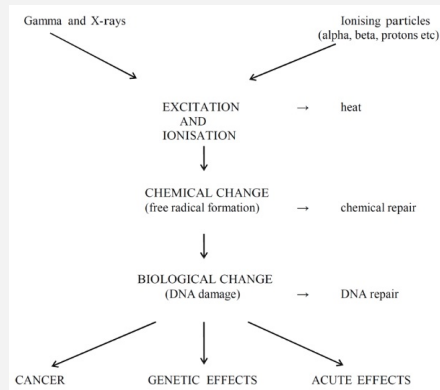 Gamma and X-rays
Ionising particles
(alpha, beta, protons etc)
EXCITATION → heat
AND
IONISATION
CHEMICAL CHANGE
(free radical formation) → chemical repair
BIOLOGICAL CHANGE
(DNA damage) → DNA repair
CANCER GENETIC EFFECTS ACUTE EFFECTS